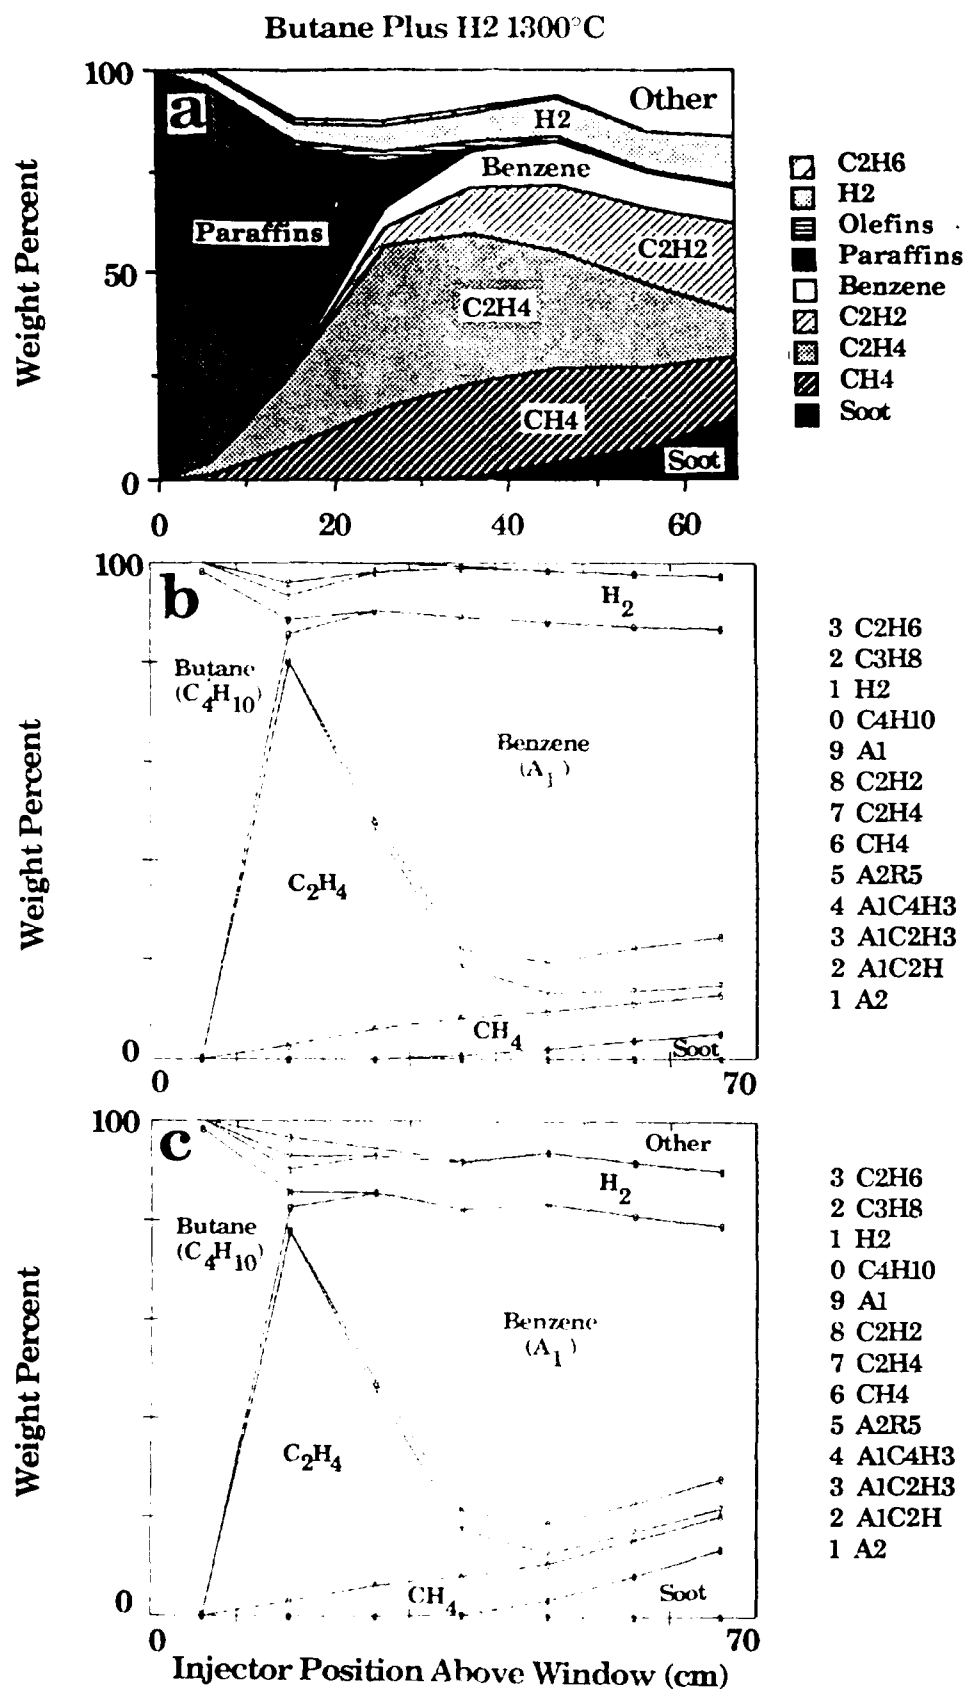 Butane Plus H2 1300°C
Weight Percent
100
50
0
a
Other
H2
Benzene
Paraffins
C2H2
C2H4
CH4
Soot
0 20 40 60
C2H6
H2
Olefins
Paraffins
Benzene
C2H2
C2H4
CH4
Soot
Weight Percent
100
0
b
H2
Butane
(C4H10)
Benzene
(A1)
C2H4
CH4
Soot
0 70
3 C2H6
2 C3H8
1 H2
0 C4H10
9 A1
8 C2H2
7 C2H4
6 CH4
5 A2R5
4 A1C4H3
3 A1C2H3
2 A1C2H
1 A2
Weight Percent
100
0
c
Other
H2
Butane
(C4H10)
Benzene
(A1)
C2H4
CH4
Soot
0 70
3 C2H6
2 C3H8
1 H2
0 C4H10
9 A1
8 C2H2
7 C2H4
6 CH4
5 A2R5
4 A1C4H3
3 A1C2H3
2 A1C2H
1 A2
Injector Position Above Window (cm)